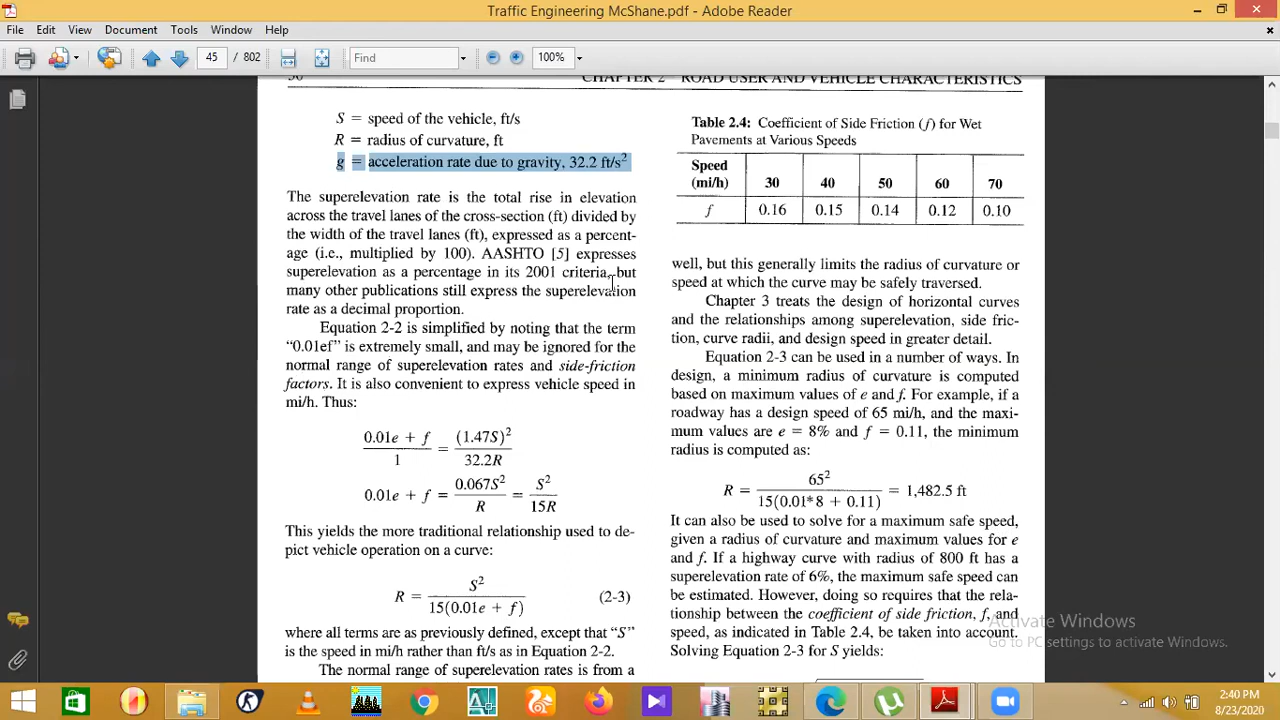 Traffic Engineering McShane.pdf - Adobe Reader
File Edit View Document Tools Window Help
45 / 802 Find 100%
CHAPTER 2 ROAD USER AND VEHICLE CHARACTERISTICS
S = speed of the vehicle, ft/s
R = radius of curvature, ft
g = acceleration rate due to gravity, 32.2 ft/s²
The superelevation rate is the total rise in elevation
across the travel lanes of the cross-section (ft) divided by
the width of the travel lanes (ft), expressed as a percent-
age (i.e., multiplied by 100). AASHTO [5] expresses
superelevation as a percentage in its 2001 criteria, but
many other publications still express the superelevation
rate as a decimal proportion.
Equation 2-2 is simplified by noting that the term
“0.01ef” is extremely small, and may be ignored for the
normal range of superelevation rates and side-friction
factors. It is also convenient to express vehicle speed in
mi/h. Thus:
(0.01e + f)/1 = (1.47S)²/32.2R
0.01e + f = 0.067S²/R = S²/15R
This yields the more traditional relationship used to de-
pict vehicle operation on a curve:
R = S²/15(0.01e + f) (2-3)
where all terms are as previously defined, except that “S”
is the speed in mi/h rather than ft/s as in Equation 2-2.
The normal range of superelevation rates is from a
Table 2.4: Coefficient of Side Friction (f) for Wet
Pavements at Various Speeds
Speed
(mi/h) 30 40 50 60 70
f 0.16 0.15 0.14 0.12 0.10
well, but this generally limits the radius of curvature or
speed at which the curve may be safely traversed.
Chapter 3 treats the design of horizontal curves
and the relationships among superelevation, side fric-
tion, curve radii, and design speed in greater detail.
Equation 2-3 can be used in a number of ways. In
design, a minimum radius of curvature is computed
based on maximum values of e and f. For example, if a
roadway has a design speed of 65 mi/h, and the maxi-
mum values are e = 8% and f = 0.11, the minimum
radius is computed as:
R = 65²/15(0.01*8 + 0.11) = 1,482.5 ft
It can also be used to solve for a maximum safe speed,
given a radius of curvature and maximum values for e
and f. If a highway curve with radius of 800 ft has a
superelevation rate of 6%, the maximum safe speed can
be estimated. However, doing so requires that the rela-
tionship between the coefficient of side friction, f, and
speed, as indicated in Table 2.4, be taken into account.
Solving Equation 2-3 for S yields:
Activate Windows
Go to PC settings to activate Windows.
2:40 PM
8/23/2020